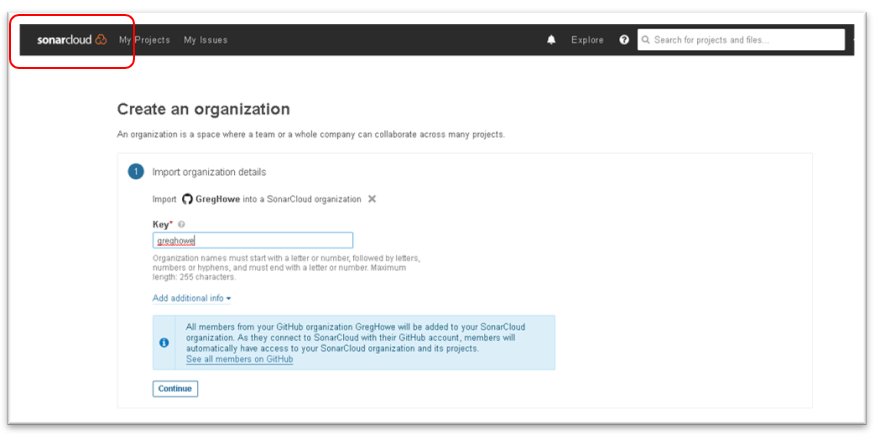 sonarcloud My Projects My Issues Explore Search for projects and files...
Create an organization
An organization is a space where a team or a whole company can collaborate across many projects.
1 Import organization details
Import GregHowe into a SonarCloud organization
Key*
greghowe
Organization names must start with a letter or number, followed by letters,
numbers or hyphens, and must end with a letter or number. Maximum
length: 255 characters.
Add additional info
All members from your GitHub organization GregHowe will be added to your SonarCloud
organization. As they connect to SonarCloud with their GitHub account, members will
automatically have access to your SonarCloud organization and its projects.
See all members on GitHub
Continue